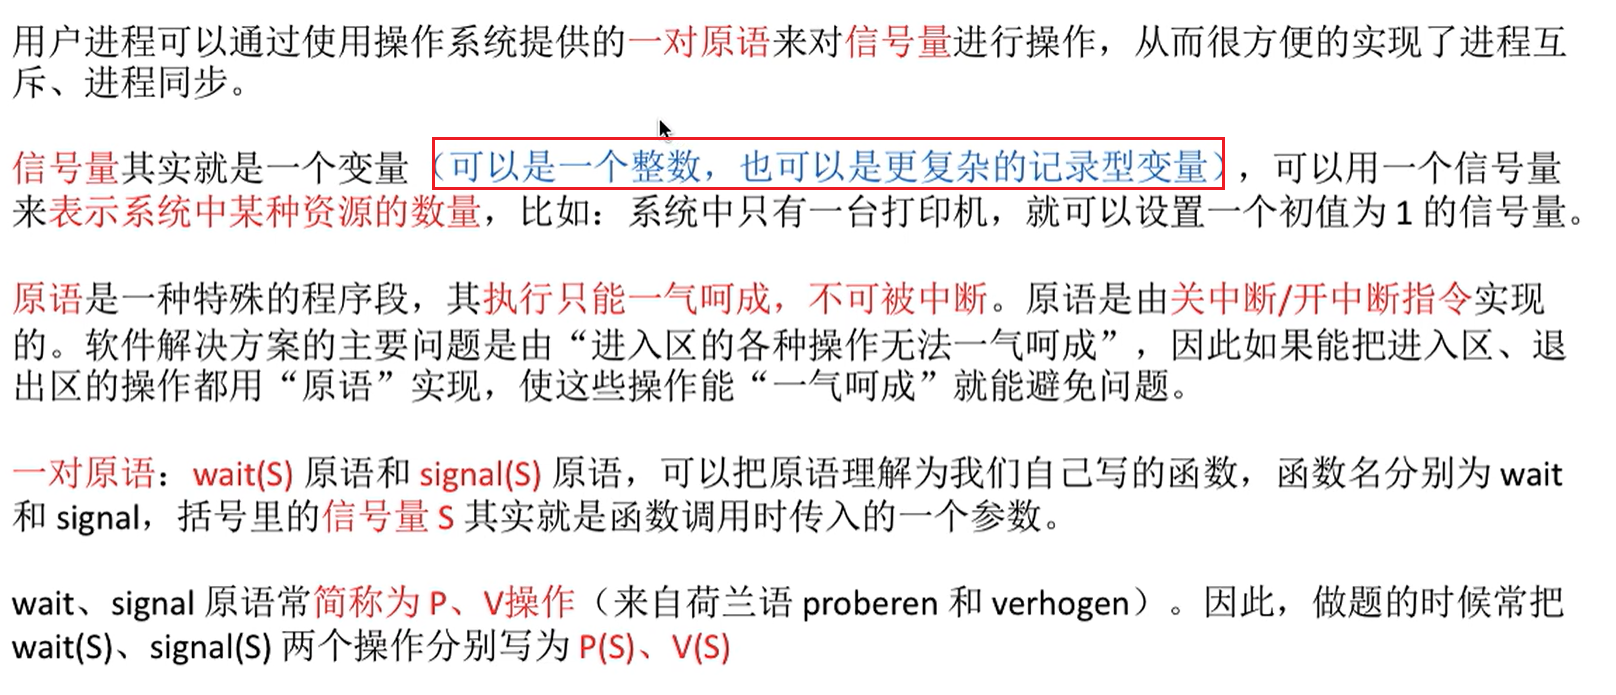 用户进程可以通过使用操作系统提供的一对原语来对信号量进行操作，从而很方便的实现了进程互
斥、进程同步。
信号量其实就是一个变量（可以是一个整数，也可以是更复杂的记录型变量），可以用一个信号量
来表示系统中某种资源的数量，比如：系统中只有一台打印机，就可以设置一个初值为 1 的信号量。
原语是一种特殊的程序段，其执行只能一气呵成，不可被中断。原语是由关中断/开中断指令实现
的。软件解决方案的主要问题是由“进入区的各种操作无法一气呵成”，因此如果能把进入区、退
出区的操作都用“原语”实现，使这些操作能“一气呵成”就能避免问题。
一对原语：wait(S) 原语和 signal(S) 原语，可以把原语理解为我们自己写的函数，函数名分别为 wait
和 signal，括号里的信号量 S 其实就是函数调用时传入的一个参数。
wait、signal 原语常简称为 P、V操作（来自荷兰语 proberen 和 verhogen）。因此，做题的时候常把
wait(S)、signal(S) 两个操作分别写为 P(S)、V(S)